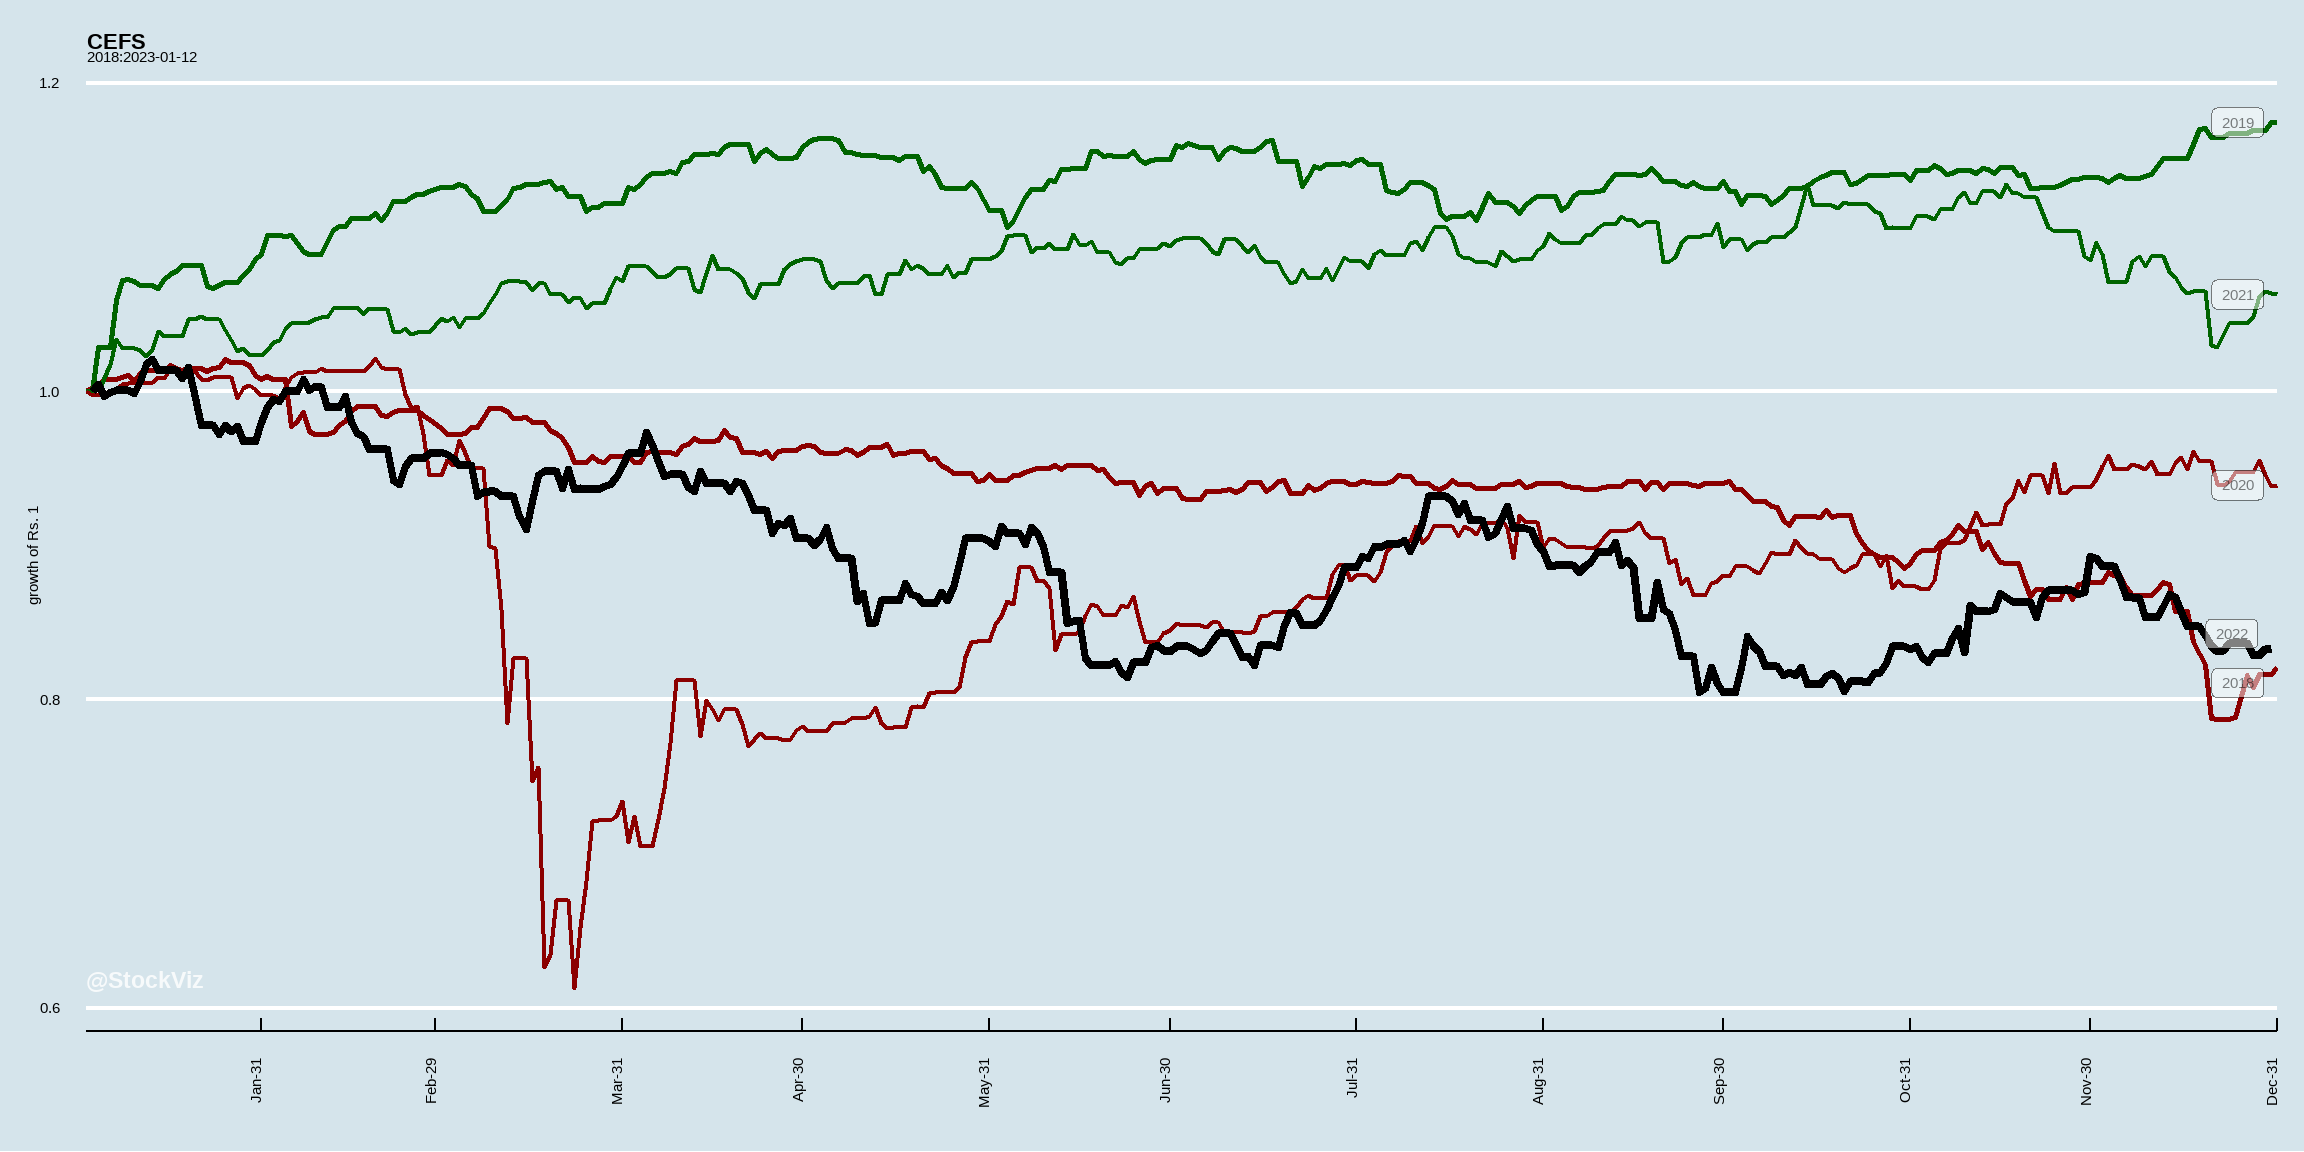 CEFS
2018:2023-01-12
1.2
1.0
0.8
0.6
growth of Rs. 1
2019
2021
2020
2022
2018
@StockViz
Jan-31
Feb-29
Mar-31
Apr-30
May-31
Jun-30
Jul-31
Aug-31
Sep-30
Oct-31
Nov-30
Dec-31